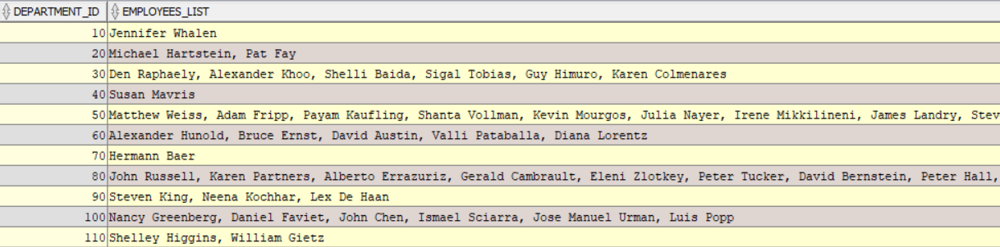 DEPARTMENT_ID EMPLOYEES_LIST
10 Jennifer Whalen
20 Michael Hartstein, Pat Fay
30 Den Raphaely, Alexander Khoo, Shelli Baida, Sigal Tobias, Guy Himuro, Karen Colmenares
40 Susan Mavris
50 Matthew Weiss, Adam Fripp, Payam Kaufling, Shanta Vollman, Kevin Mourgos, Julia Nayer, Irene Mikkilineni, James Landry, Stev
60 Alexander Hunold, Bruce Ernst, David Austin, Valli Pataballa, Diana Lorentz
70 Hermann Baer
80 John Russell, Karen Partners, Alberto Errazuriz, Gerald Cambrault, Eleni Zlotkey, Peter Tucker, David Bernstein, Peter Hall,
90 Steven King, Neena Kochhar, Lex De Haan
100 Nancy Greenberg, Daniel Faviet, John Chen, Ismael Sciarra, Jose Manuel Urman, Luis Popp
110 Shelley Higgins, William Gietz